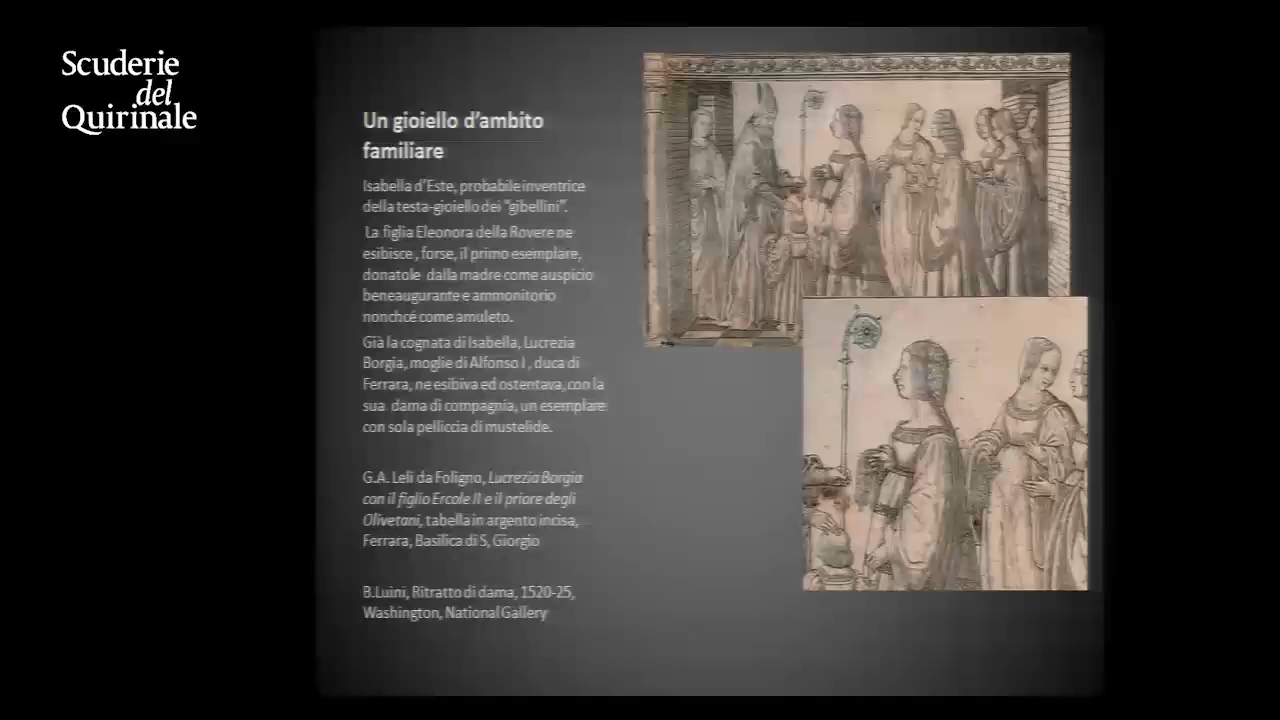 Scuderie
del
Quirinale
Un gioiello d'ambito
familiare
Isabella d'Este, probabile inventrice
della testa-gioiello dei "gibellini".
La figlia Eleonora della Rovere ne
esibisce , forse, il primo esemplare,
donatole dalla madre come auspicio
beneaugurante e ammonitorio
nonchcé come amuleto.
Già la cognata di Isabella, Lucrezia
Borgia, moglie di Alfonso I , duca di
Ferrara, ne esibiva ed ostentava, con la
sua dama di compagnia, un esemplare
con sola pelliccia di mustelide.
G.A. Leli da Foligno, Lucrezia Borgia
con il figlio Ercole II e il priore degli
Olivetani, tabella in argento incisa,
Ferrara, Basilica di S, Giorgio
B.Luini, Ritratto di dama, 1520-25,
Washington, National Gallery